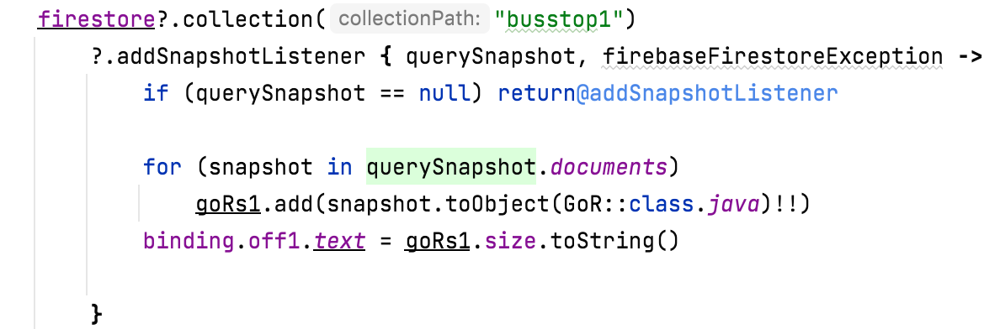 firestore?.collection( collectionPath: "busstop1")
?.addSnapshotListener { querySnapshot, firebaseFirestoreException ->
if (querySnapshot == null) return@addSnapshotListener
for (snapshot in querySnapshot.documents)
goRs1.add(snapshot.toObject(GoR::class.java)!!)
binding.off1.text = goRs1.size.toString()
}